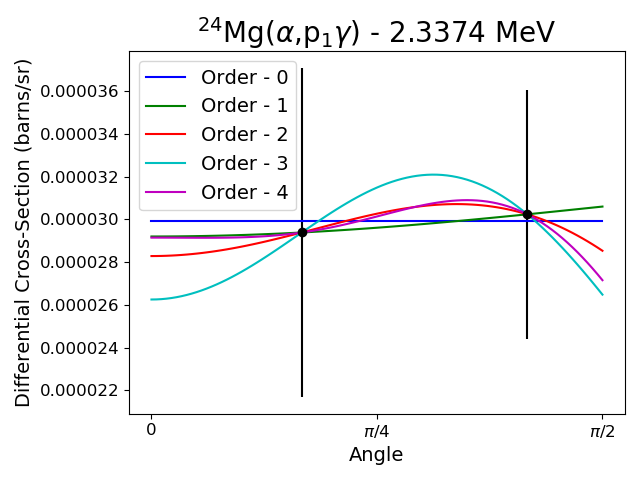 ²⁴Mg(α,p₁γ) - 2.3374 MeV
Differential Cross-Section (barns/sr)
0.000036
0.000034
0.000032
0.000030
0.000028
0.000026
0.000024
0.000022
Order - 0
Order - 1
Order - 2
Order - 3
Order - 4
0
π/4
π/2
Angle